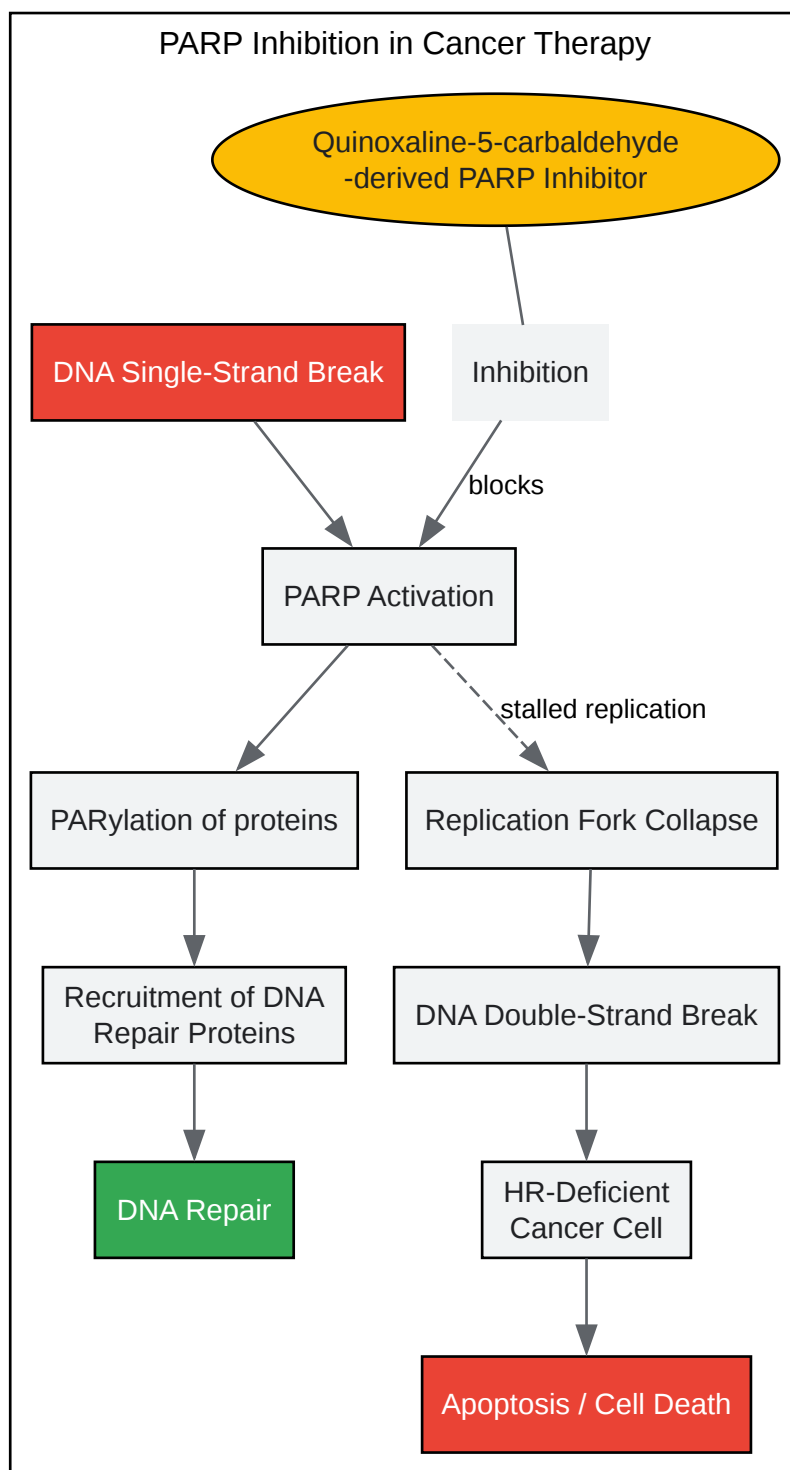 PARP Inhibition in Cancer Therapy
Quinoxaline-5-carbaldehyde
-derived PARP Inhibitor
DNA Single-Strand Break
Inhibition
blocks
PARP Activation
stalled replication
PARylation of proteins
Replication Fork Collapse
Recruitment of DNA
Repair Proteins
DNA Double-Strand Break
DNA Repair
HR-Deficient
Cancer Cell
Apoptosis / Cell Death